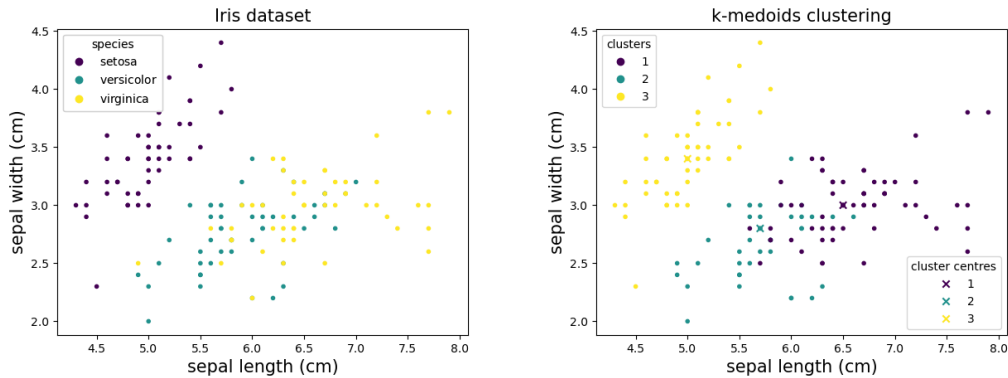 Iris dataset
species
setosa
versicolor
virginica
4.5
4.0
3.5
3.0
2.5
2.0
sepal width (cm)
4.5 5.0 5.5 6.0 6.5 7.0 7.5 8.0
sepal length (cm)
k-medoids clustering
clusters
1
2
3
4.5
4.0
3.5
3.0
2.5
2.0
sepal width (cm)
cluster centres
1
2
3
4.5 5.0 5.5 6.0 6.5 7.0 7.5 8.0
sepal length (cm)